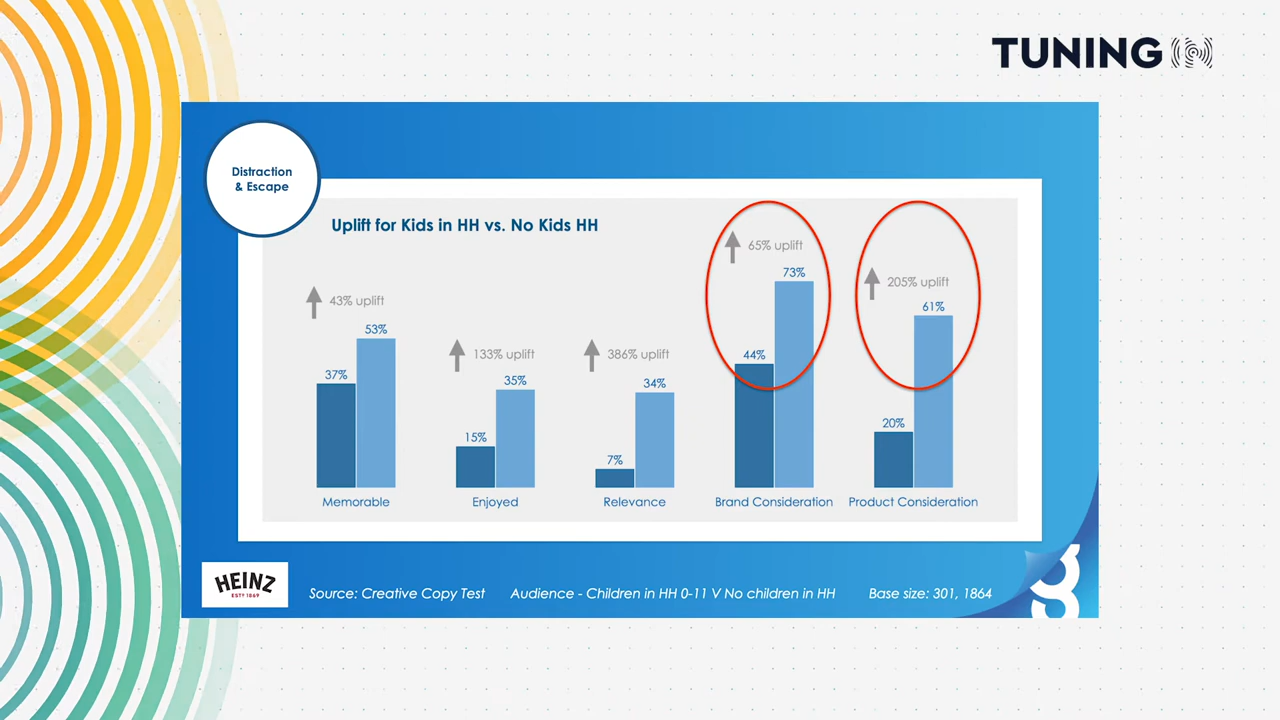 TUNING IN
Distraction
& Escape
Uplift for Kids in HH vs. No Kids HH
43% uplift
37%
53%
Memorable
133% uplift
15%
35%
Enjoyed
386% uplift
7%
34%
Relevance
65% uplift
44%
73%
Brand Consideration
205% uplift
20%
61%
Product Consideration
HEINZ
ESTD 1869
Source: Creative Copy Test Audience - Children in HH 0-11 V No children in HH Base size: 301, 1864
g